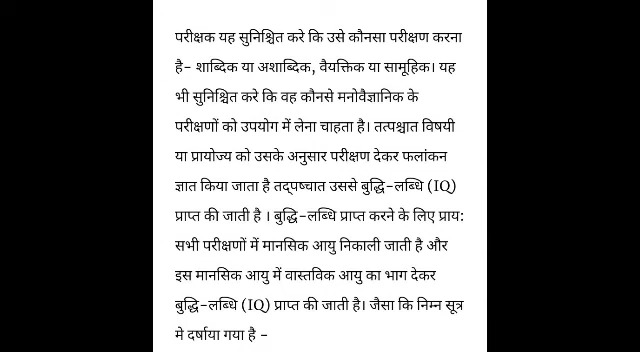 परीक्षक यह सुनिश्चित करे कि उसे कौनसा परीक्षण करना
है- शाब्दिक या अशाब्दिक, वैयक्तिक या सामूहिक। यह
भी सुनिश्चित करे कि वह कौनसे मनोवैज्ञानिक के
परीक्षणों को उपयोग में लेना चाहता है। तत्पश्चात विषयी
या प्रायोज्य को उसके अनुसार परीक्षण देकर फलांकन
ज्ञात किया जाता है तद्पष्चात उससे बुद्धि-लब्धि (IQ)
प्राप्त की जाती है । बुद्धि-लब्धि प्राप्त करने के लिए प्राय:
सभी परीक्षणों में मानसिक आयु निकाली जाती है और
इस मानसिक आयु में वास्तविक आयु का भाग देकर
बुद्धि-लब्धि (IQ) प्राप्त की जाती है। जैसा कि निम्न सूत्र
मे दर्षाया गया है -